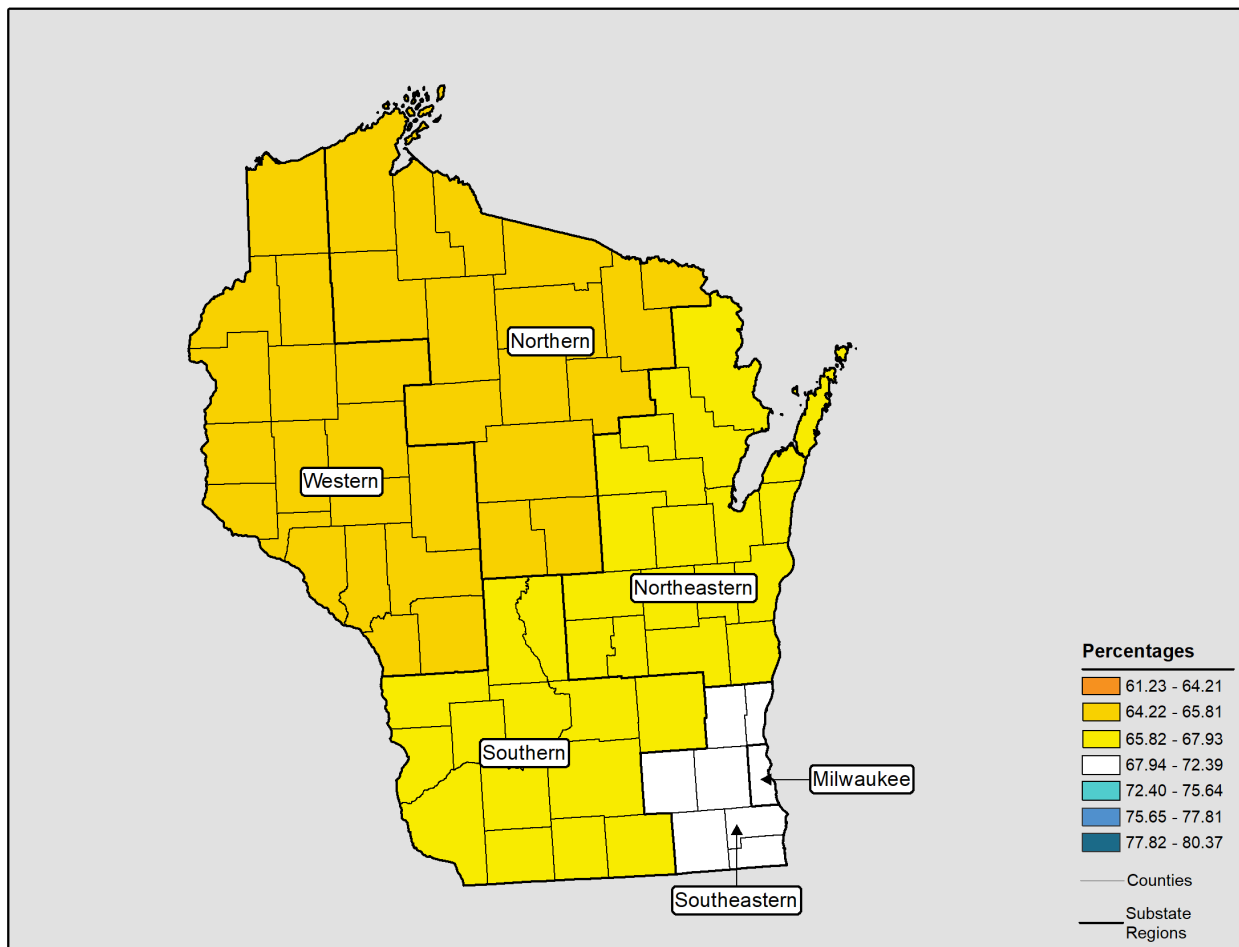 Northern
Western
Northeastern
Southern
Milwaukee
Southeastern
Percentages
61.23 - 64.21
64.22 - 65.81
65.82 - 67.93
67.94 - 72.39
72.40 - 75.64
75.65 - 77.81
77.82 - 80.37
Counties
Substate
Regions